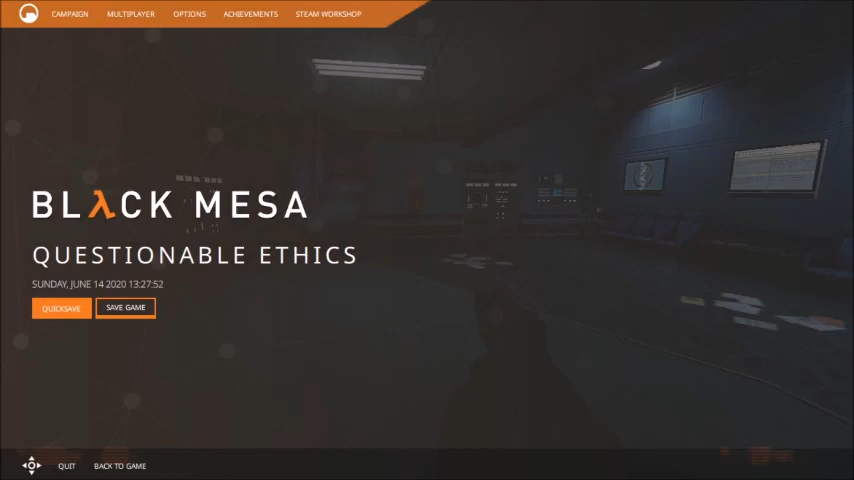 CAMPAIGN MULTIPLAYER OPTIONS ACHIEVEMENTS STEAM WORKSHOP
BLλCK MESA
QUESTIONABLE ETHICS
SUNDAY, JUNE 14 2020 13:27:52
QUICKSAVE SAVE GAME
QUIT BACK TO GAME